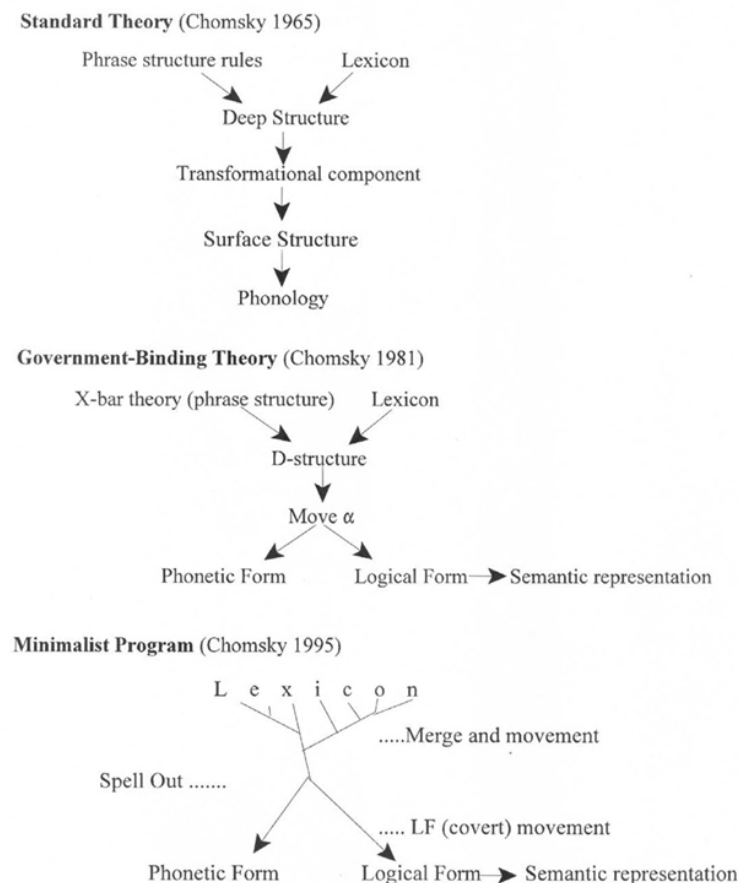 Standard Theory (Chomsky 1965)
Phrase structure rules Lexicon
Deep Structure
Transformational component
Surface Structure
Phonology
Government-Binding Theory (Chomsky 1981)
X-bar theory (phrase structure) Lexicon
D-structure
Move α
Phonetic Form Logical Form Semantic representation
Minimalist Program (Chomsky 1995)
L e x i c o n
.....Merge and movement
Spell Out .......
..... LF (covert) movement
Phonetic Form Logical Form Semantic representation